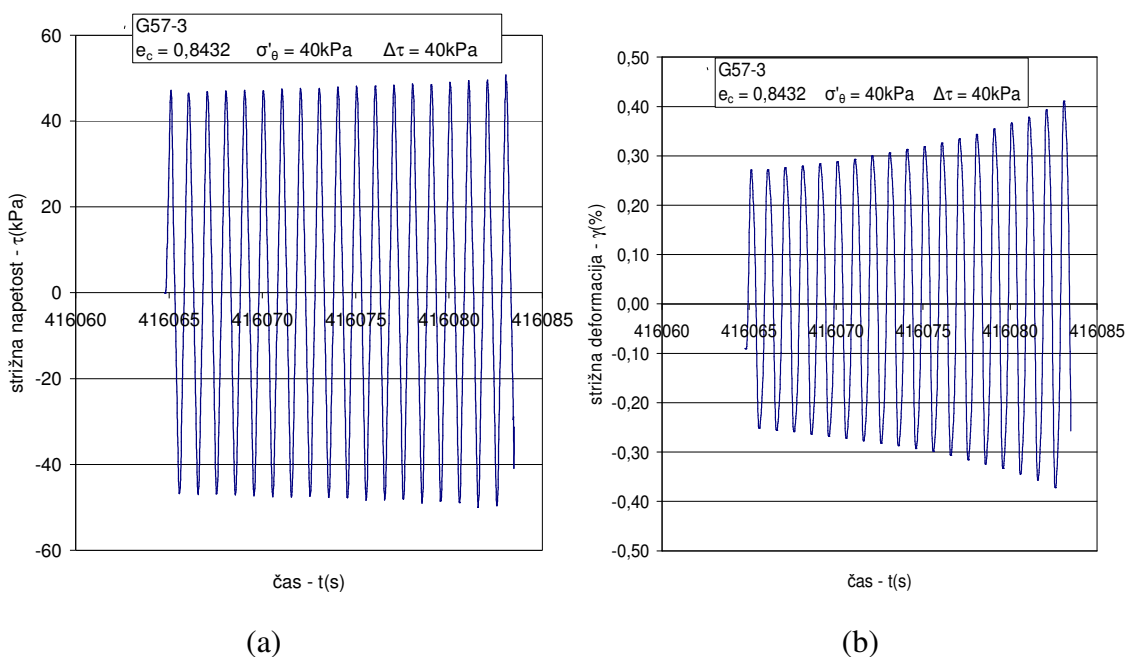 G57-3
e_c = 0,8432 σ'_θ = 40kPa Δτ = 40kPa
60
40
20
0
-20
-40
-60
416060 416065 416070 416075 416080 416085
strižna napetost - τ(kPa)
čas - t(s)
(a)
G57-3
e_c = 0,8432 σ'_θ = 40kPa Δτ = 40kPa
0,50
0,40
0,30
0,20
0,10
0,00
-0,10
-0,20
-0,30
-0,40
-0,50
416060 416065 416070 416075 416080 416085
strižna deformacija - γ(%)
čas - t(s)
(b)